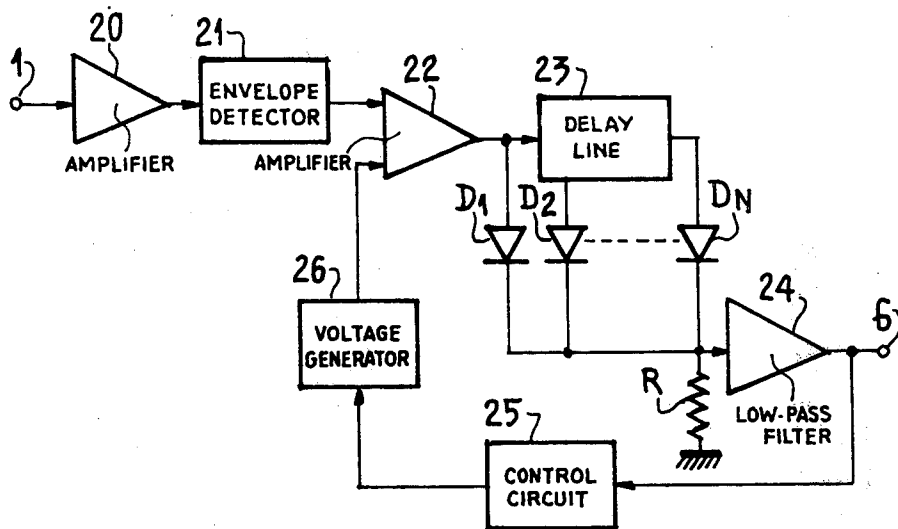 20
21
1
22
23
ENVELOPE
DETECTOR
DELAY
LINE
AMPLIFIER
AMPLIFIER
D1
D2
DN
26
24
6
VOLTAGE
GENERATOR
R
LOW-PASS
FILTER
25
CONTROL
CIRCUIT